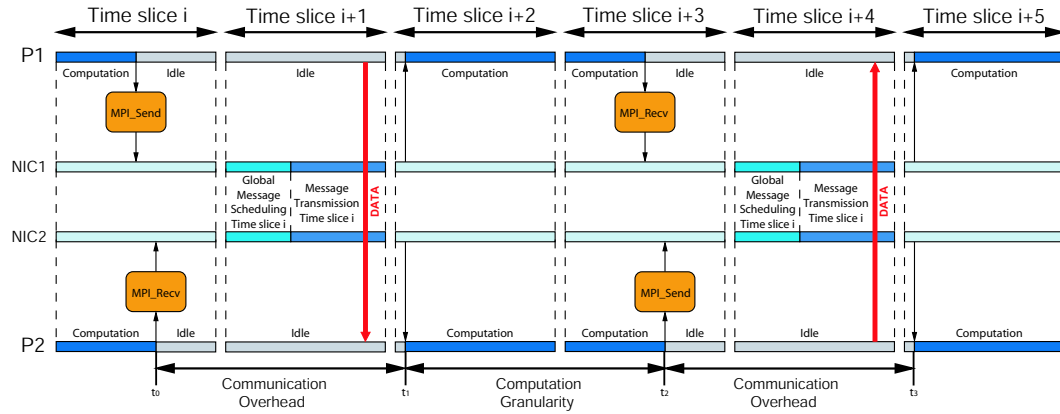 Time slice i Time slice i+1 Time slice i+2 Time slice i+3 Time slice i+4 Time slice i+5
P1
Computation Idle Idle Computation Computation Idle Idle Computation
MPI_Send MPI_Recv
NIC1
Global
Message
Scheduling
Time slice i
Message
Transmission
Time slice i
DATA
Global
Message
Scheduling
Time slice i
Message
Transmission
Time slice i
DATA
NIC2
MPI_Recv MPI_Send
Computation Idle Idle Computation Computation Idle Idle Computation
P2
t0 Communication
Overhead
t1 Computation
Granularity
t2 Communication
Overhead
t3